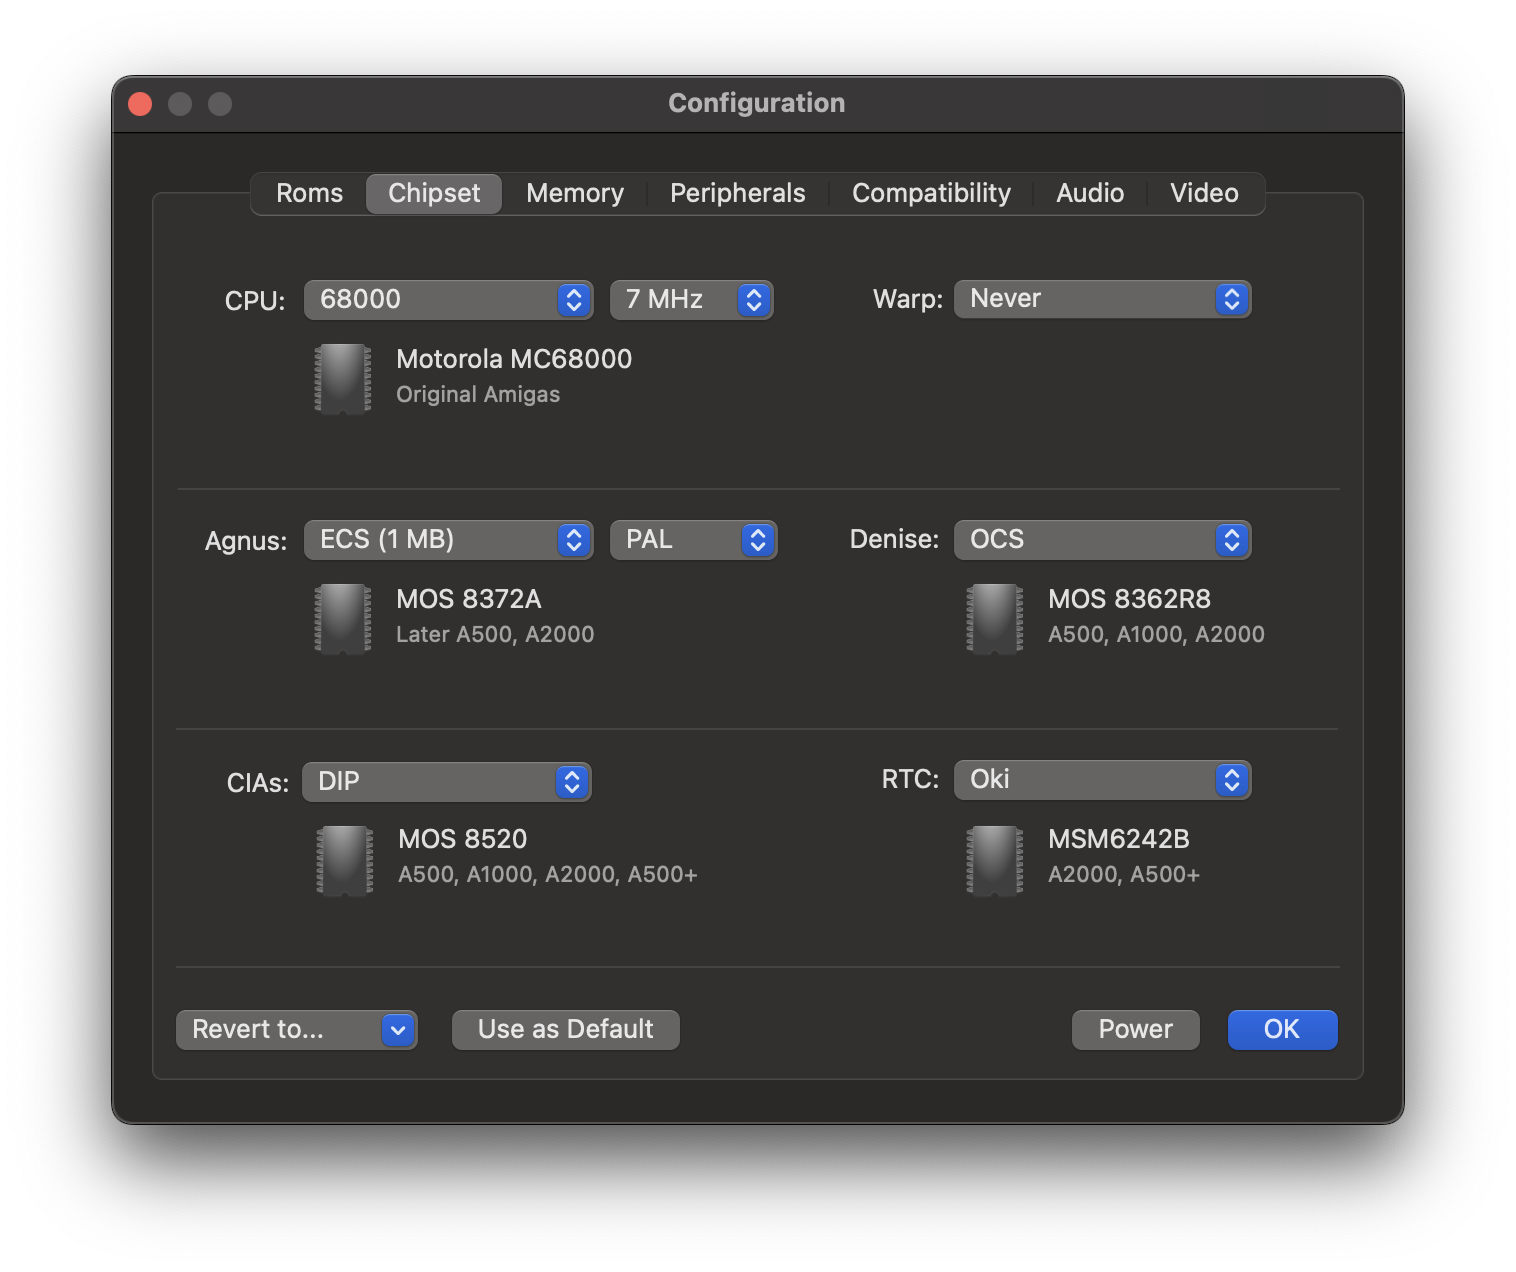 Configuration
Roms Chipset Memory Peripherals Compatibility Audio Video
CPU: 68000 7 MHz Warp: Never
Motorola MC68000
Original Amigas
Agnus: ECS (1 MB) PAL Denise: OCS
MOS 8372A MOS 8362R8
Later A500, A2000 A500, A1000, A2000
CIAs: DIP RTC: Oki
MOS 8520 MSM6242B
A500, A1000, A2000, A500+ A2000, A500+
Revert to... Use as Default Power OK